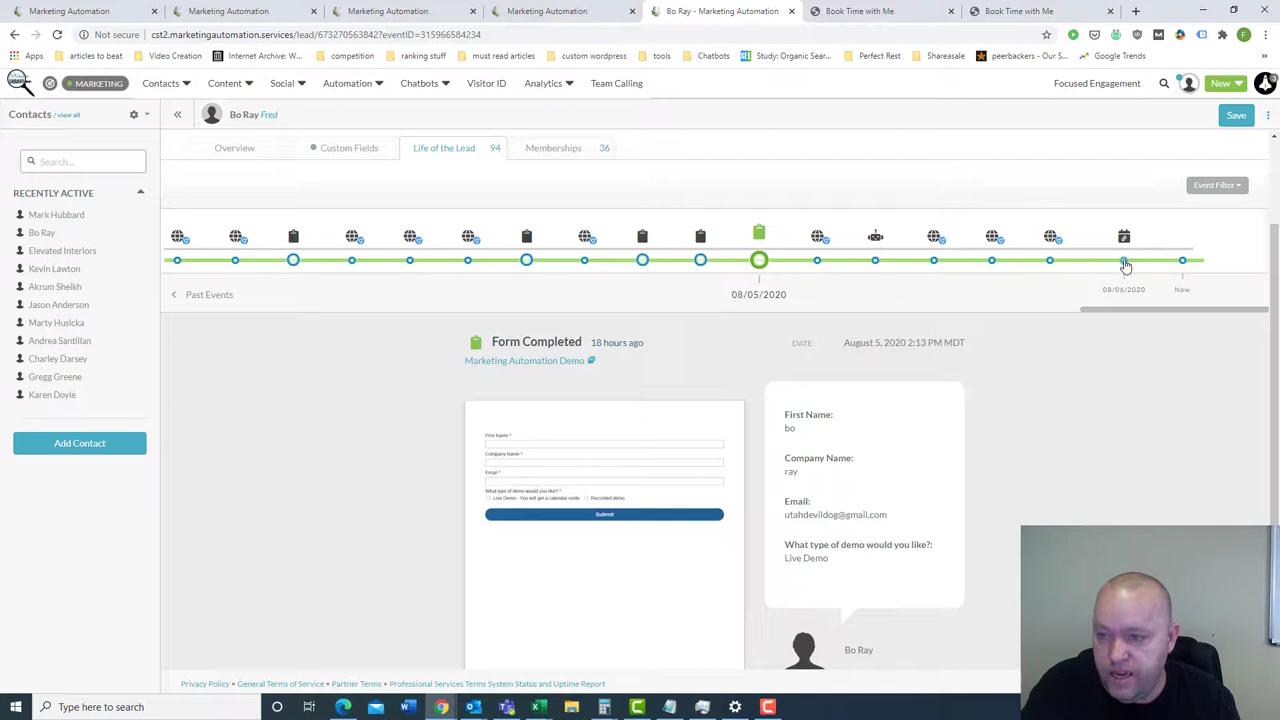 Marketing Automation
Marketing Automation
Marketing Automation
Marketing Automation
Bo Ray - Marketing Automation
Book Time with Me
Book Time with Me
Not secure
cst2.marketingautomation.services/lead/673270563842?eventID=315966584234
Apps
articles to beat
Video Creation
Internet Archive: W...
competition
ranking stuff
must read articles
custom wordpress
tools
Chatbots
Study: Organic Sear...
Perfect Rest
Shareasale
peerbackers - Our S...
Google Trends
MARKETING
Contacts
Content
Social
Automation
Chatbots
Visitor ID
Analytics
Team Calling
Focused Engagement
New
Contacts / view all
Bo Ray Fred
Save
Overview
Custom Fields
Life of the Lead 94
Memberships 36
Search...
RECENTLY ACTIVE
Mark Hubbard
Bo Ray
Elevated Interiors
Kevin Lawton
Akrum Sheikh
Jason Anderson
Marty Husicka
Andrea Santillan
Charley Darsey
Gregg Greene
Karen Doyle
Add Contact
Event Filter
Past Events
08/05/2020
08/06/2020
Now
Form Completed 18 hours ago
Marketing Automation Demo
DATE
August 5, 2020 2:13 PM MDT
First Name *
Company Name *
Email *
What type of demo would you like? *
Live Demo - You will get a calendar invite
Recorded demo
Submit
First Name:
bo
Company Name:
ray
Email:
utahdevildog@gmail.com
What type of demo would you like?:
Live Demo
Bo Ray
Privacy Policy • General Terms of Service • Partner Terms • Professional Services Terms System Status and Uptime Report
Type here to search